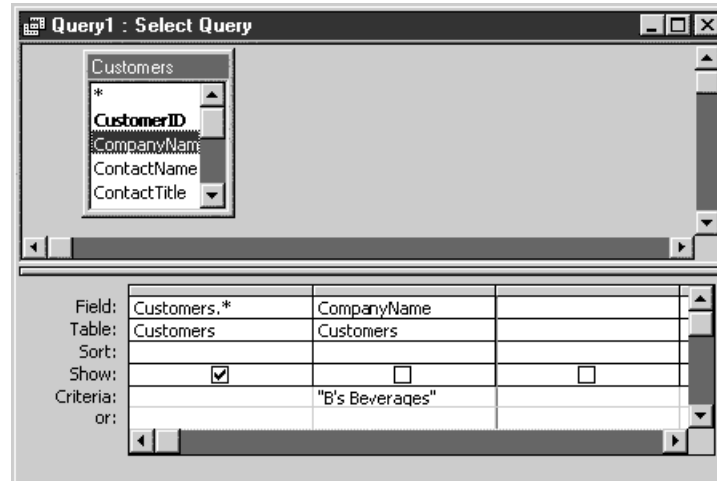 Query1 : Select Query
Customers
*
CustomerID
CompanyNam
ContactName
ContactTitle
Field: Customers.* CompanyName
Table: Customers Customers
Sort:
Show:
Criteria: "B's Beverages"
or: